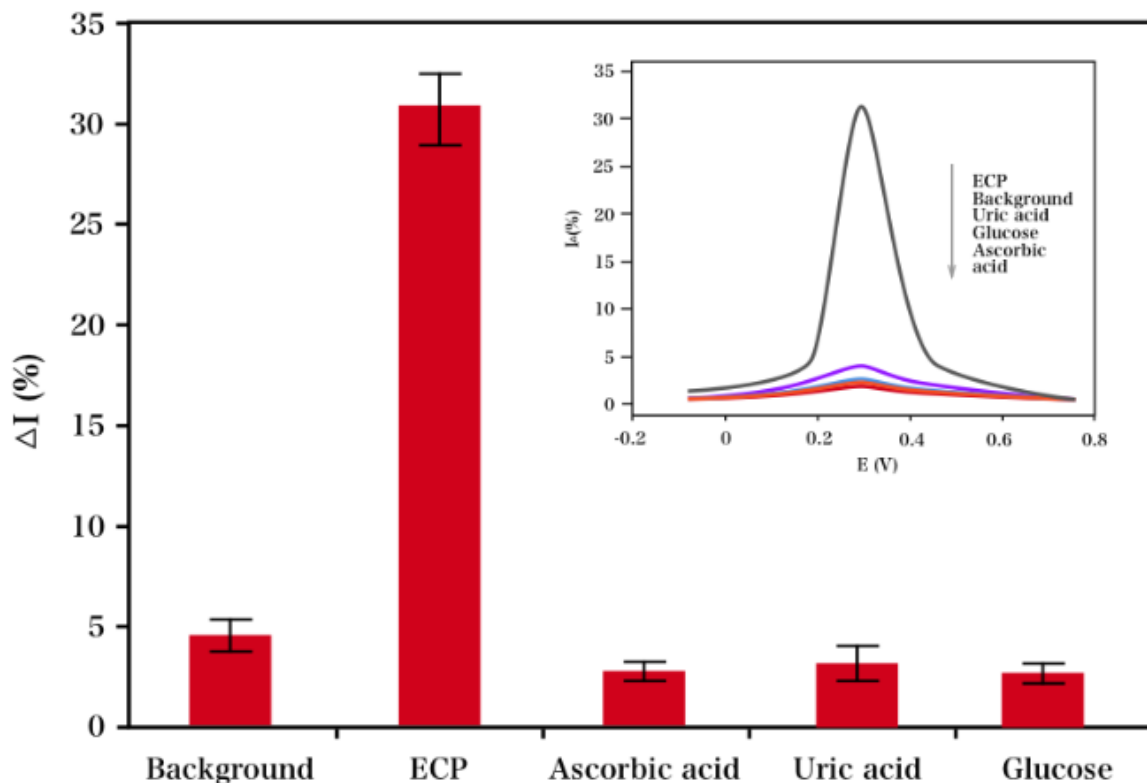 35
30
25
20
15
10
5
0
ΔI (%)
Background
ECP
Ascorbic acid
Uric acid
Glucose
35
30
25
20
15
10
5
0
-0.2
0
0.2
0.4
0.6
0.8
E (V)
ECP
Background
Uric acid
Glucose
Ascorbic
acid